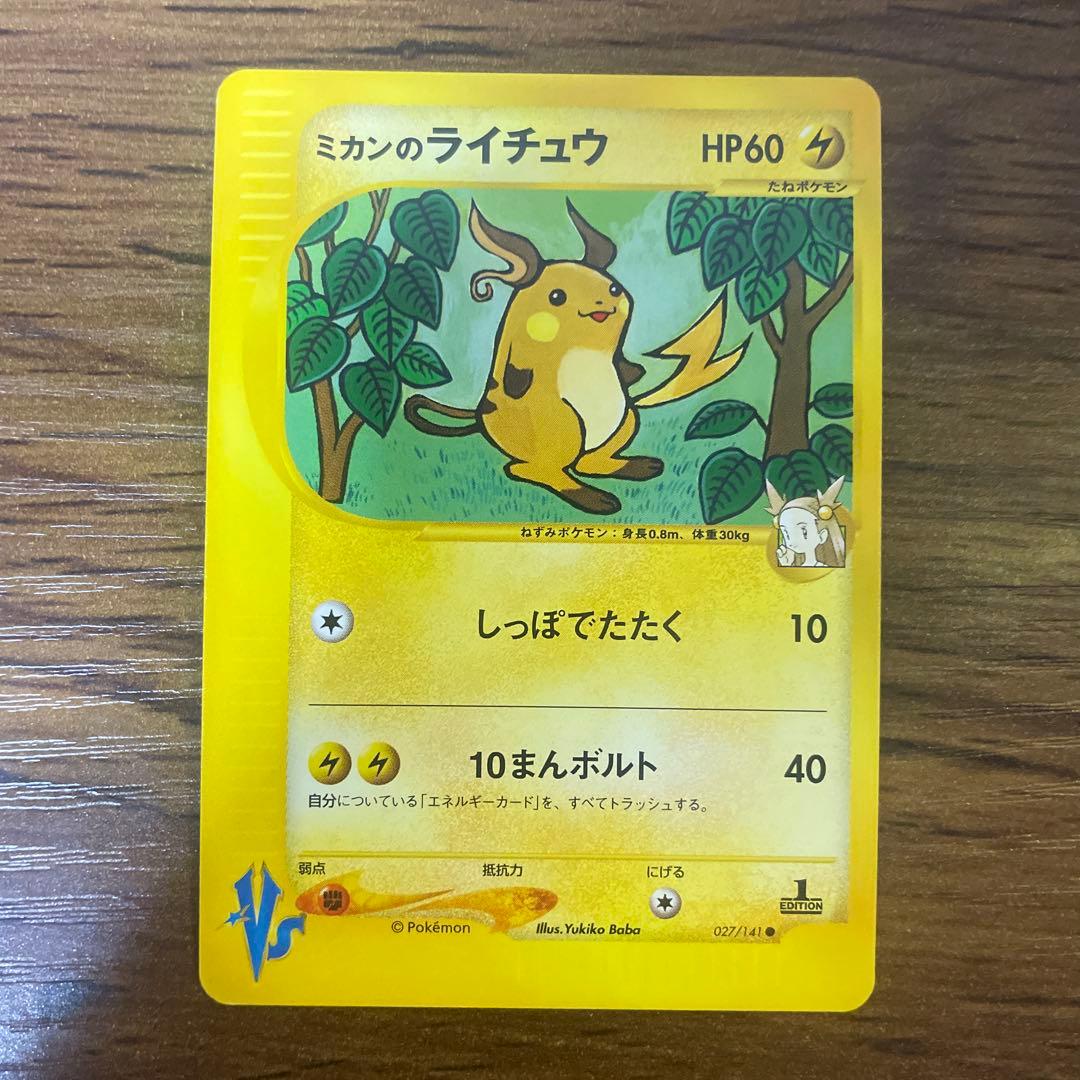 ミカンのライチュウ HP60
たねポケモン
ねずみポケモン：身長0.8m、体重30kg
しっぽでたたく 10
10まんボルト 40
自分についている「エネルギーカード」を、すべてトラッシュする。
弱点 抵抗力 にげる
1
EDITION
VS
© Pokémon Illus.Yukiko Baba 027/141●